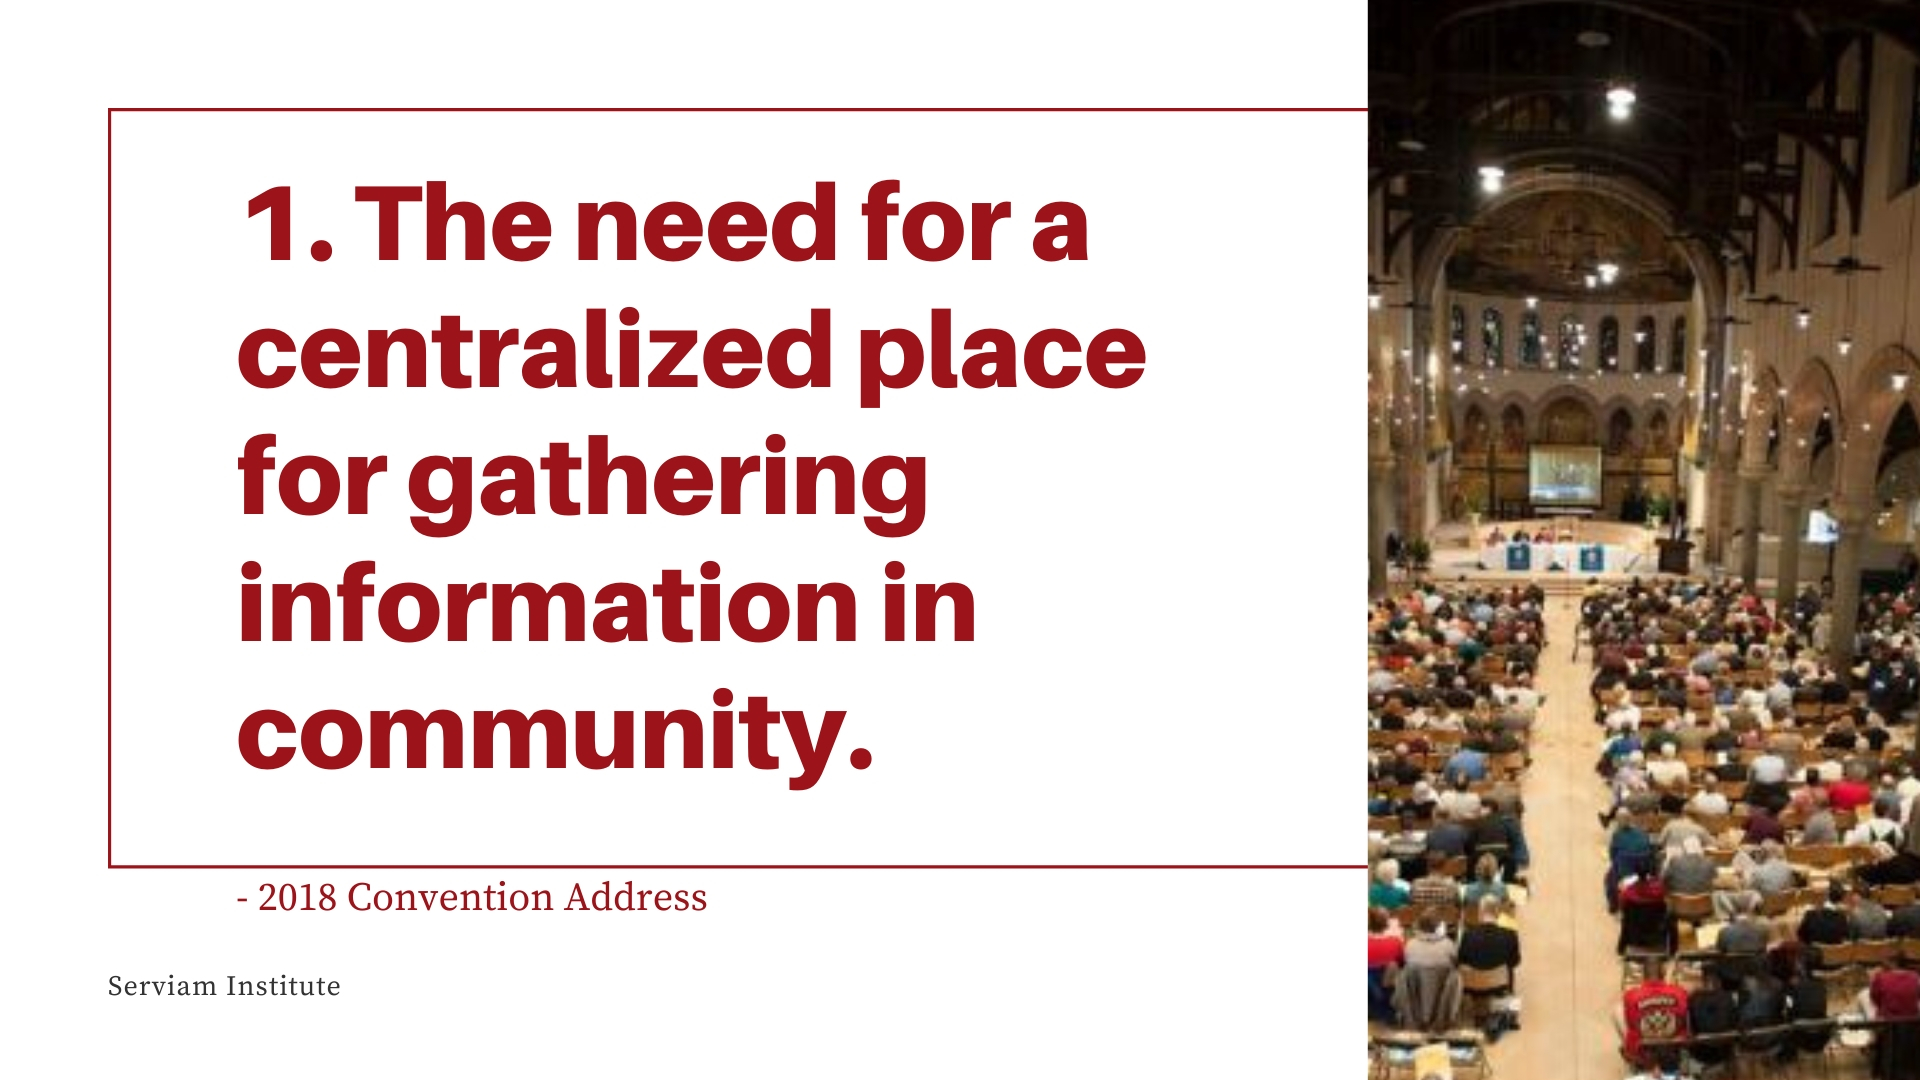 1. The need for a
centralized place
for gathering
information in
community.
- 2018 Convention Address
Serviam Institute